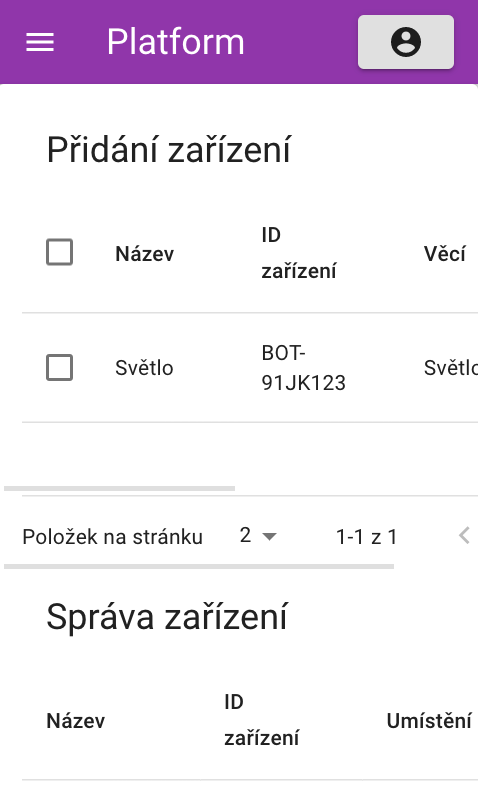 Platform
Přidání zařízení
Název
ID
zařízení
Věcí
Světlo
BOT-
91JK123
Světlo
Položek na stránku
2
1-1 z 1
Správa zařízení
Název
ID
zařízení
Umístění